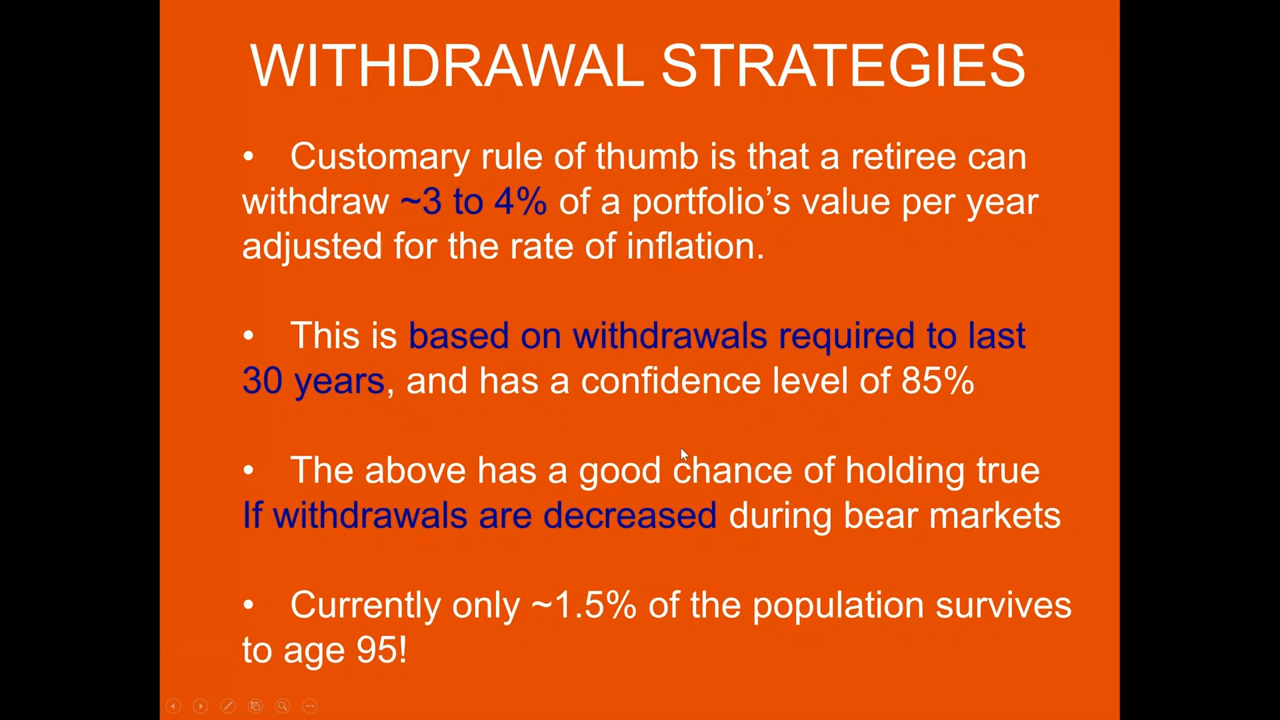 WITHDRAWAL STRATEGIES
• Customary rule of thumb is that a retiree can
withdraw ~3 to 4% of a portfolio’s value per year
adjusted for the rate of inflation.
• This is based on withdrawals required to last
30 years, and has a confidence level of 85%
• The above has a good chance of holding true
If withdrawals are decreased during bear markets
• Currently only ~1.5% of the population survives
to age 95!